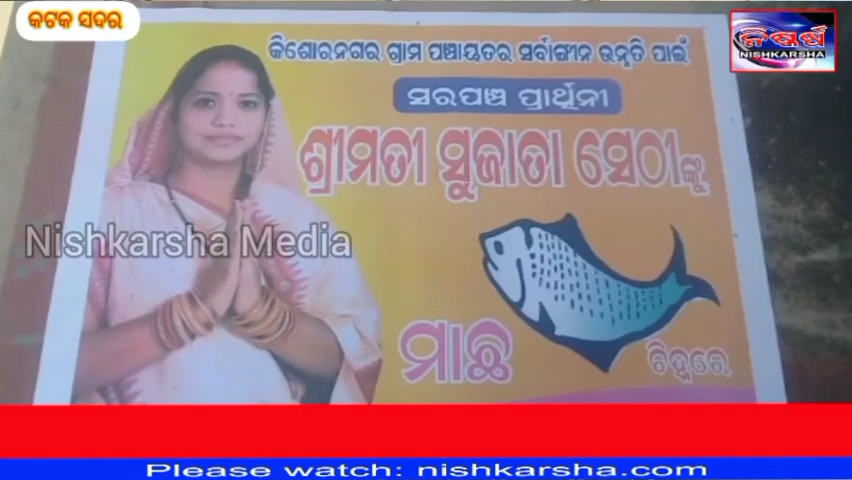 କଟକ ସଦର
ନିଷ୍କର୍ଷ
NISHKARSHA
କିଶୋରନଗର ଗ୍ରାମ ପଞ୍ଚାୟତର ସର୍ବାଙ୍ଗୀନ ଉନ୍ନତି ପାଇଁ
ସରପଞ୍ଚ ପ୍ରାର୍ଥିନୀ
ଶ୍ରୀମତୀ ସୁଜାତା ସେଠୀଙ୍କୁ
Nishkarsha Media
ମାଛ
ଚିହ୍ନରେ
Please watch: nishkarsha.com